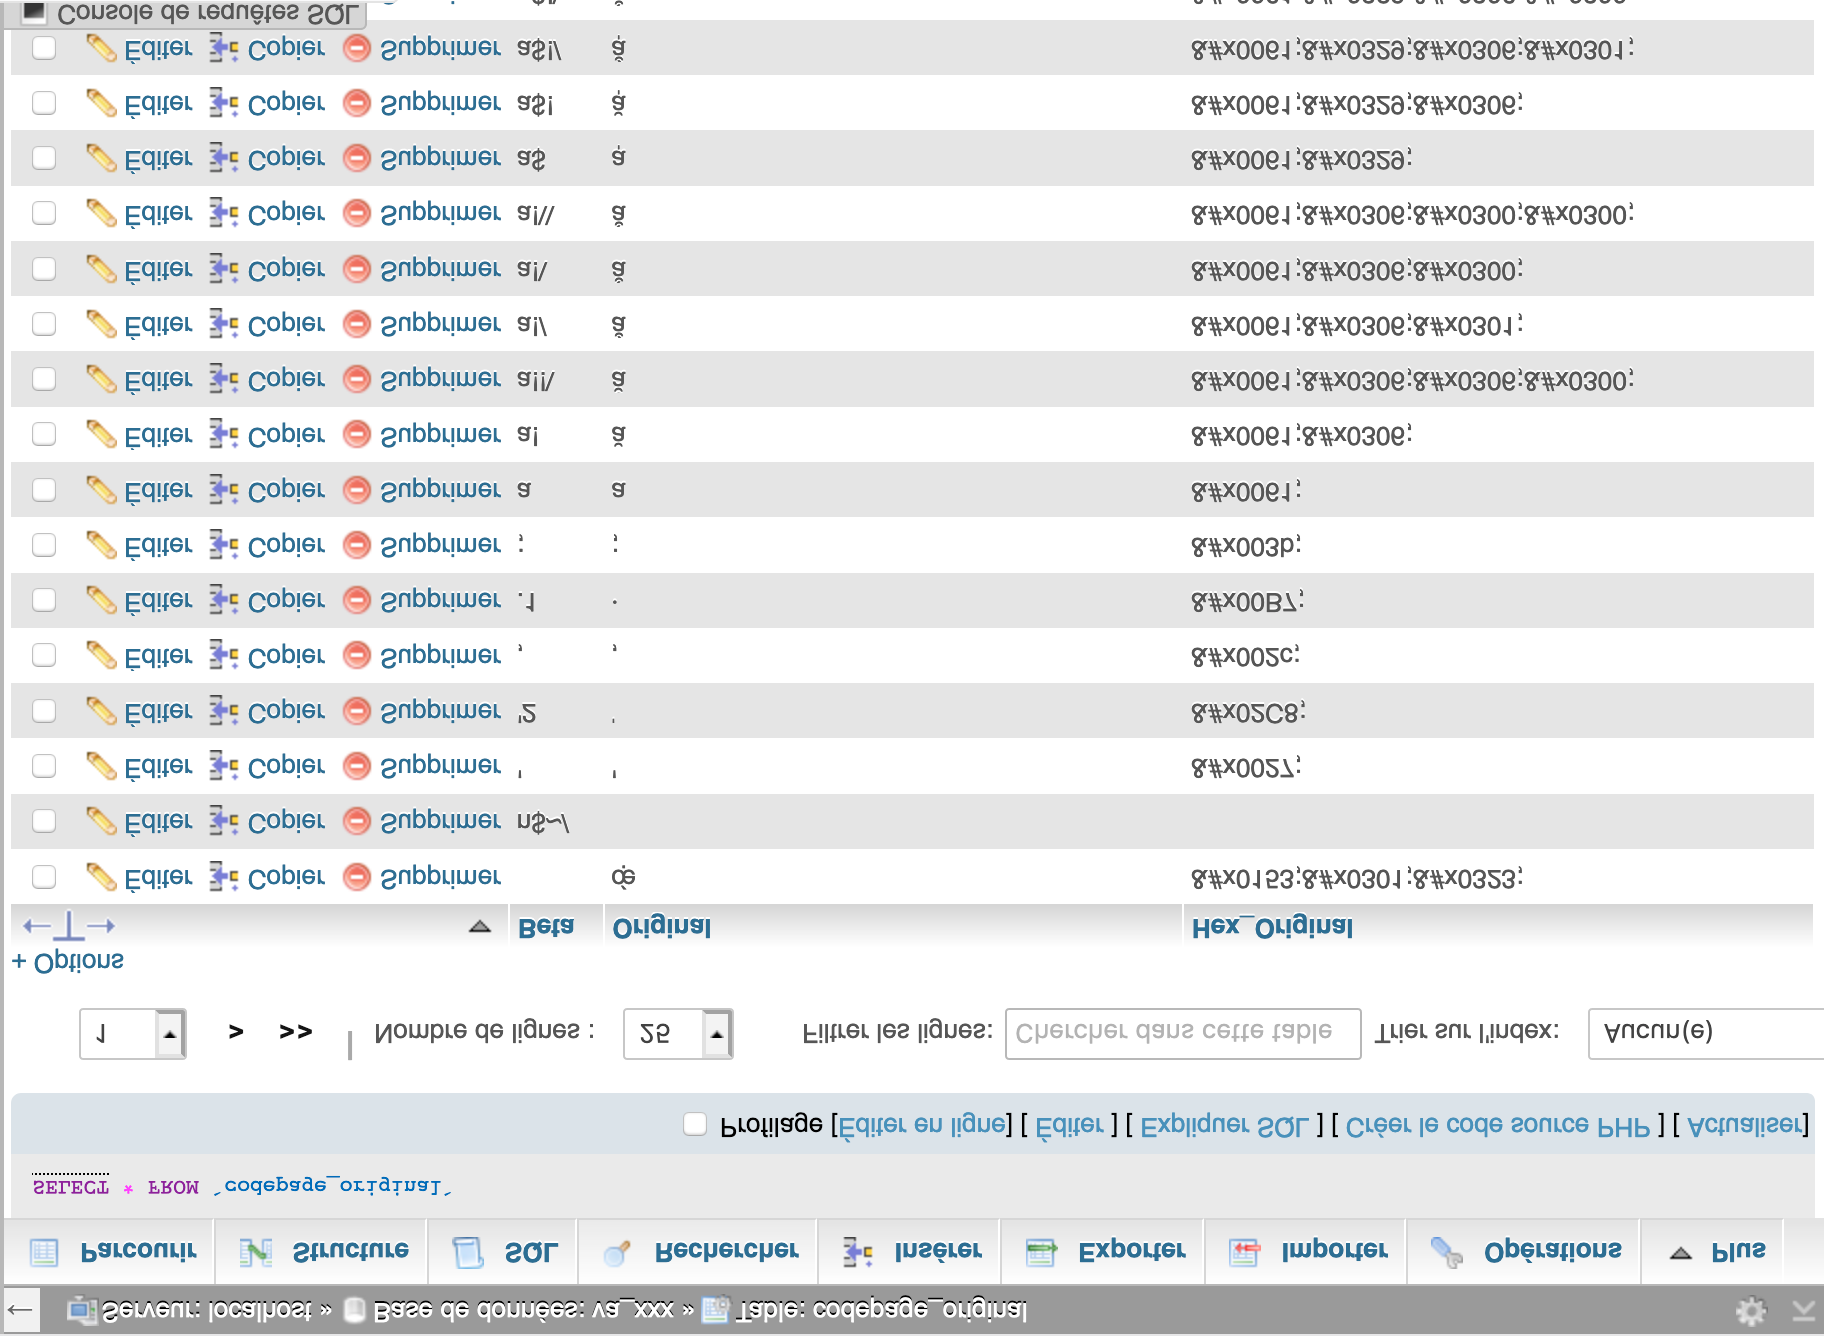 ← Serveur: localhost » Base de données: va_xxx » Table: codepage_original
Parcourir Structure SQL Rechercher Insérer Exporter Importer Opérations Plus
SELECT * FROM `codepage_original`
Profilage [Éditer en ligne] [ Éditer ] [ Expliquer SQL ] [ Créer le code source PHP ] [ Actualiser]
1 > >> | Nombre de lignes : 25 Filtrer les lignes: Chercher dans cette table Trier sur l'index: Aucun(e)
+ Options
←T→ Beta Original Hex_Original
Éditer Copier Supprimer œ̣́ &#x0153;&#x0301;&#x0323;
Éditer Copier Supprimer n$~/
Éditer Copier Supprimer ' ' &#x0027;
Éditer Copier Supprimer '2 ˈ &#x02C8;
Éditer Copier Supprimer , , &#x002c;
Éditer Copier Supprimer .1 · &#x00B7;
Éditer Copier Supprimer ; ; &#x003b;
Éditer Copier Supprimer a a &#x0061;
Éditer Copier Supprimer a! ă &#x0061;&#x0306;
Éditer Copier Supprimer a!!\ ă̆̀ &#x0061;&#x0306;&#x0306;&#x0300;
Éditer Copier Supprimer a!/ ắ &#x0061;&#x0306;&#x0301;
Éditer Copier Supprimer a!\ ằ &#x0061;&#x0306;&#x0300;
Éditer Copier Supprimer a!\\ ằ̀ &#x0061;&#x0306;&#x0300;&#x0300;
Éditer Copier Supprimer a$ a̩ &#x0061;&#x0329;
Éditer Copier Supprimer a$! ă̩ &#x0061;&#x0329;&#x0306;
Éditer Copier Supprimer a$!/ ắ̩ &#x0061;&#x0329;&#x0306;&#x0301;
Console de requêtes SQL